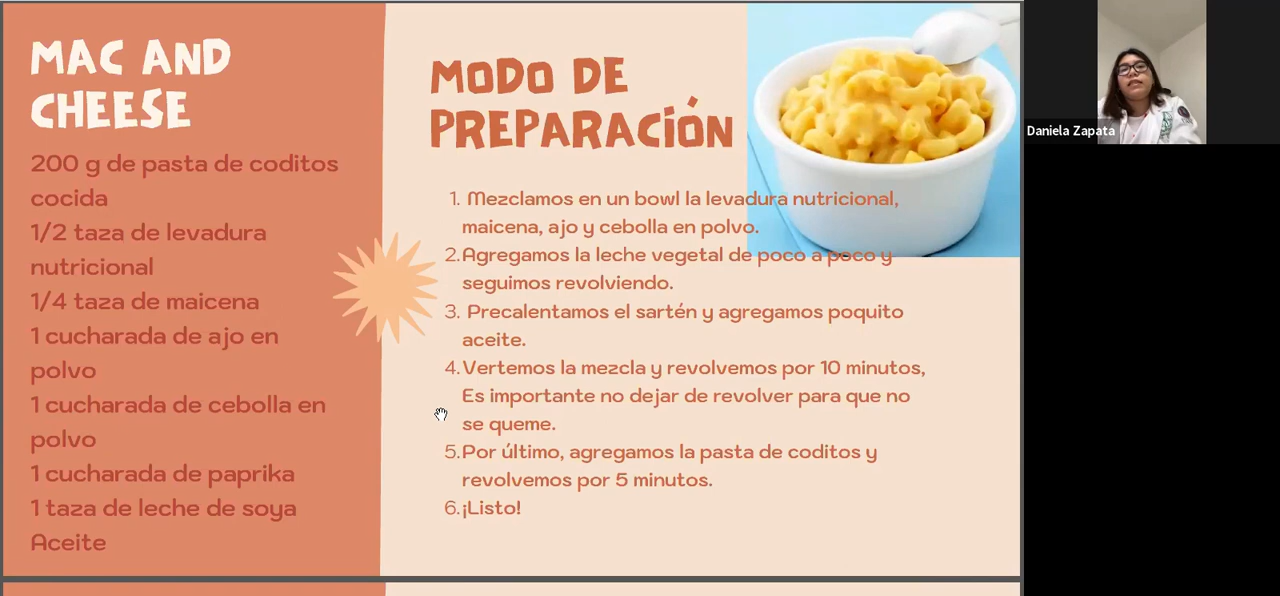 MAC AND
CHEESE
200 g de pasta de coditos
cocida
1/2 taza de levadura
nutricional
1/4 taza de maicena
1 cucharada de ajo en
polvo
1 cucharada de cebolla en
polvo
1 cucharada de paprika
1 taza de leche de soya
Aceite
MODO DE
PREPARACIÓN
1. Mezclamos en un bowl la levadura nutricional,
maicena, ajo y cebolla en polvo.
2. Agregamos la leche vegetal de poco a poco y
seguimos revolviendo.
3. Precalentamos el sartén y agregamos poquito
aceite.
4. Vertemos la mezcla y revolvemos por 10 minutos,
Es importante no dejar de revolver para que no
se queme.
5. Por último, agregamos la pasta de coditos y
revolvemos por 5 minutos.
6. ¡Listo!
Daniela Zapata